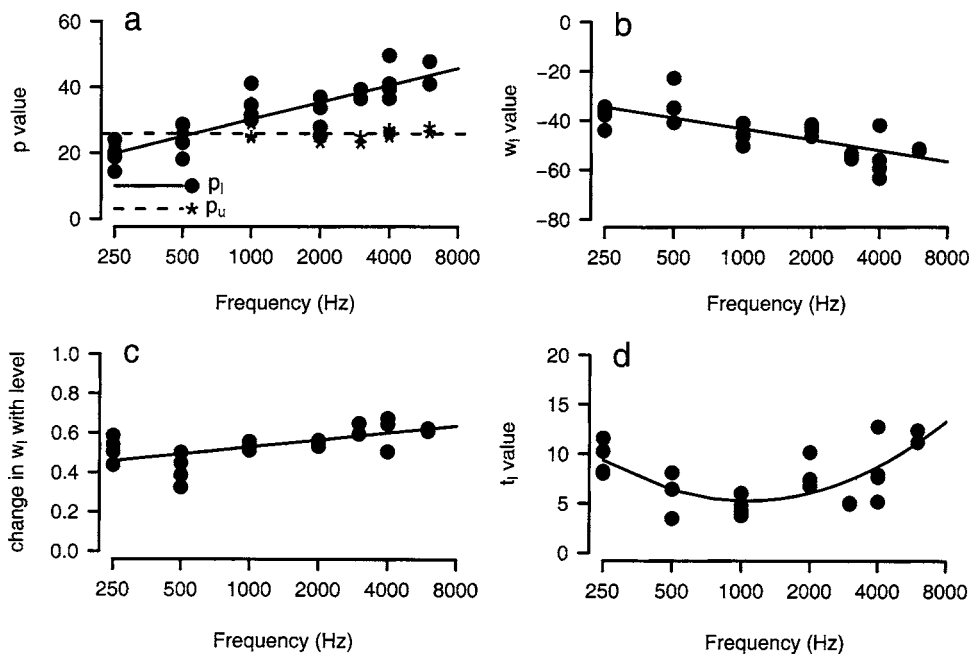 a
60
40
20
0
p value
p_l
p_u
250 500 1000 2000 4000 8000
Frequency (Hz)
b
0
−20
−40
−60
−80
w_l value
250 500 1000 2000 4000 8000
Frequency (Hz)
c
1.0
0.8
0.6
0.4
0.2
0.0
change in w_l with level
250 500 1000 2000 4000 8000
Frequency (Hz)
d
20
15
10
5
0
t_l value
250 500 1000 2000 4000 8000
Frequency (Hz)